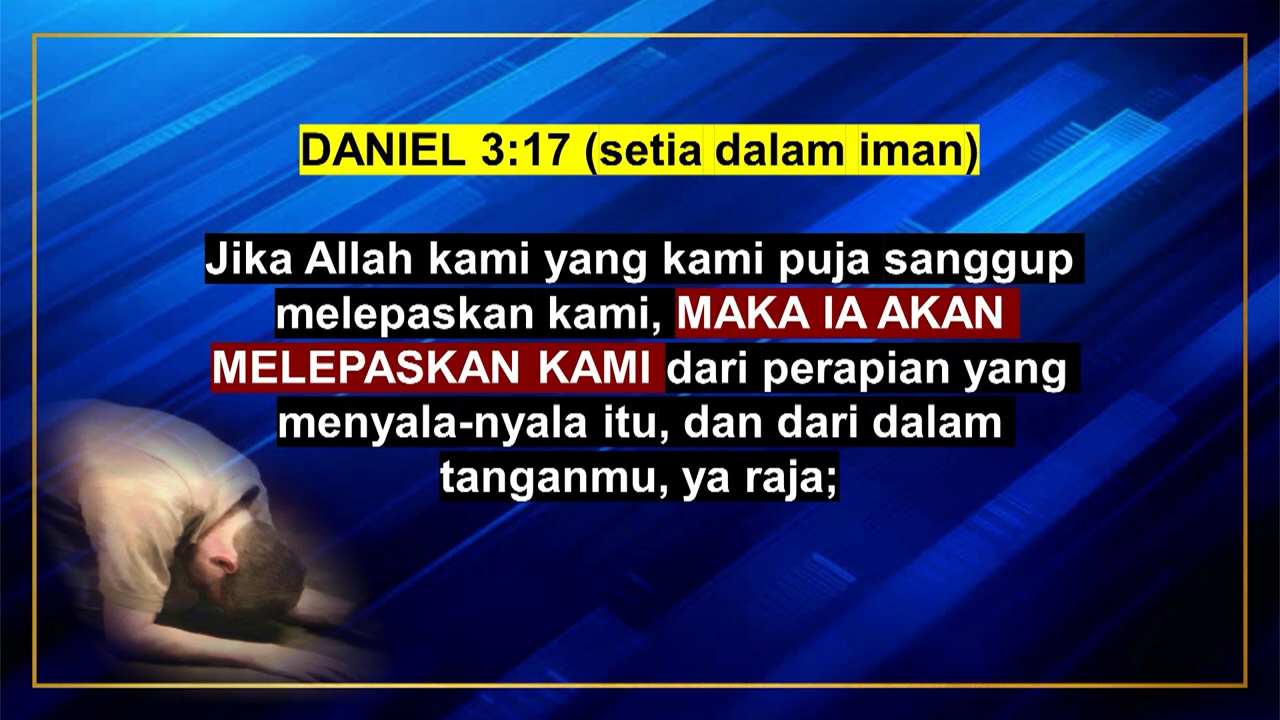 DANIEL 3:17 (setia dalam iman)
Jika Allah kami yang kami puja sanggup
melepaskan kami, MAKA IA AKAN
MELEPASKAN KAMI dari perapian yang
menyala-nyala itu, dan dari dalam
tanganmu, ya raja;